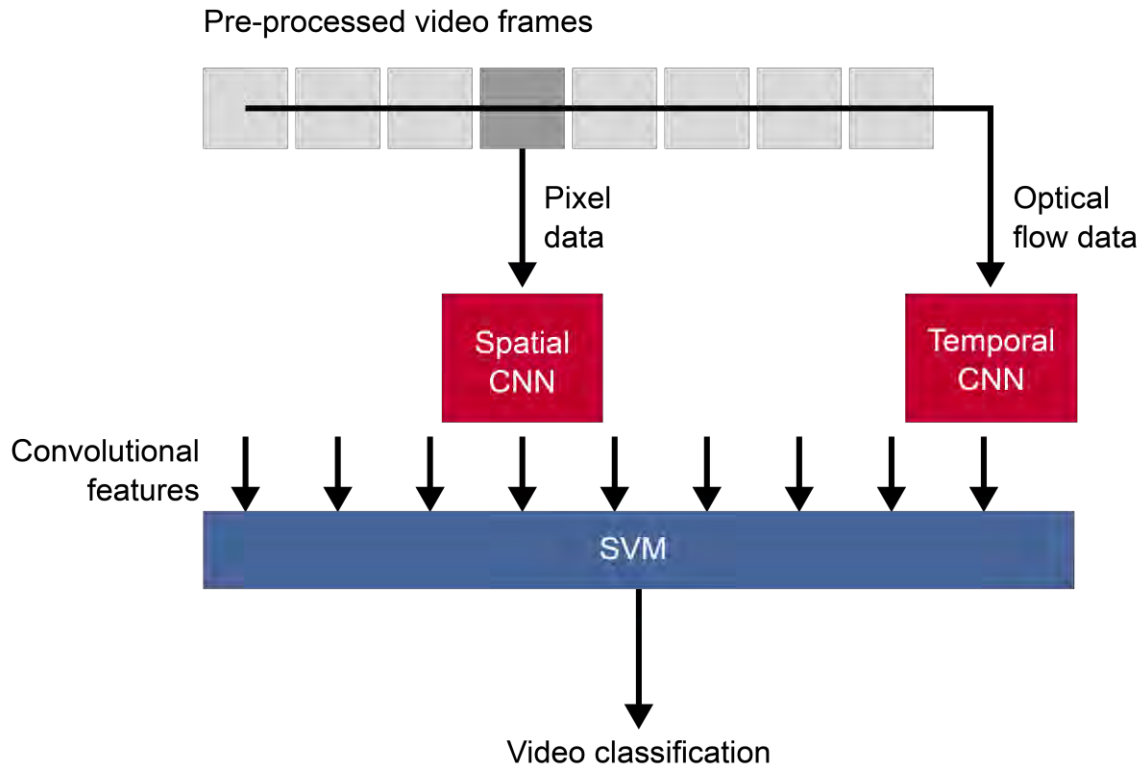 Pre-processed video frames
Pixel
data
Optical
flow data
Spatial
CNN
Temporal
CNN
Convolutional
features
SVM
Video classification